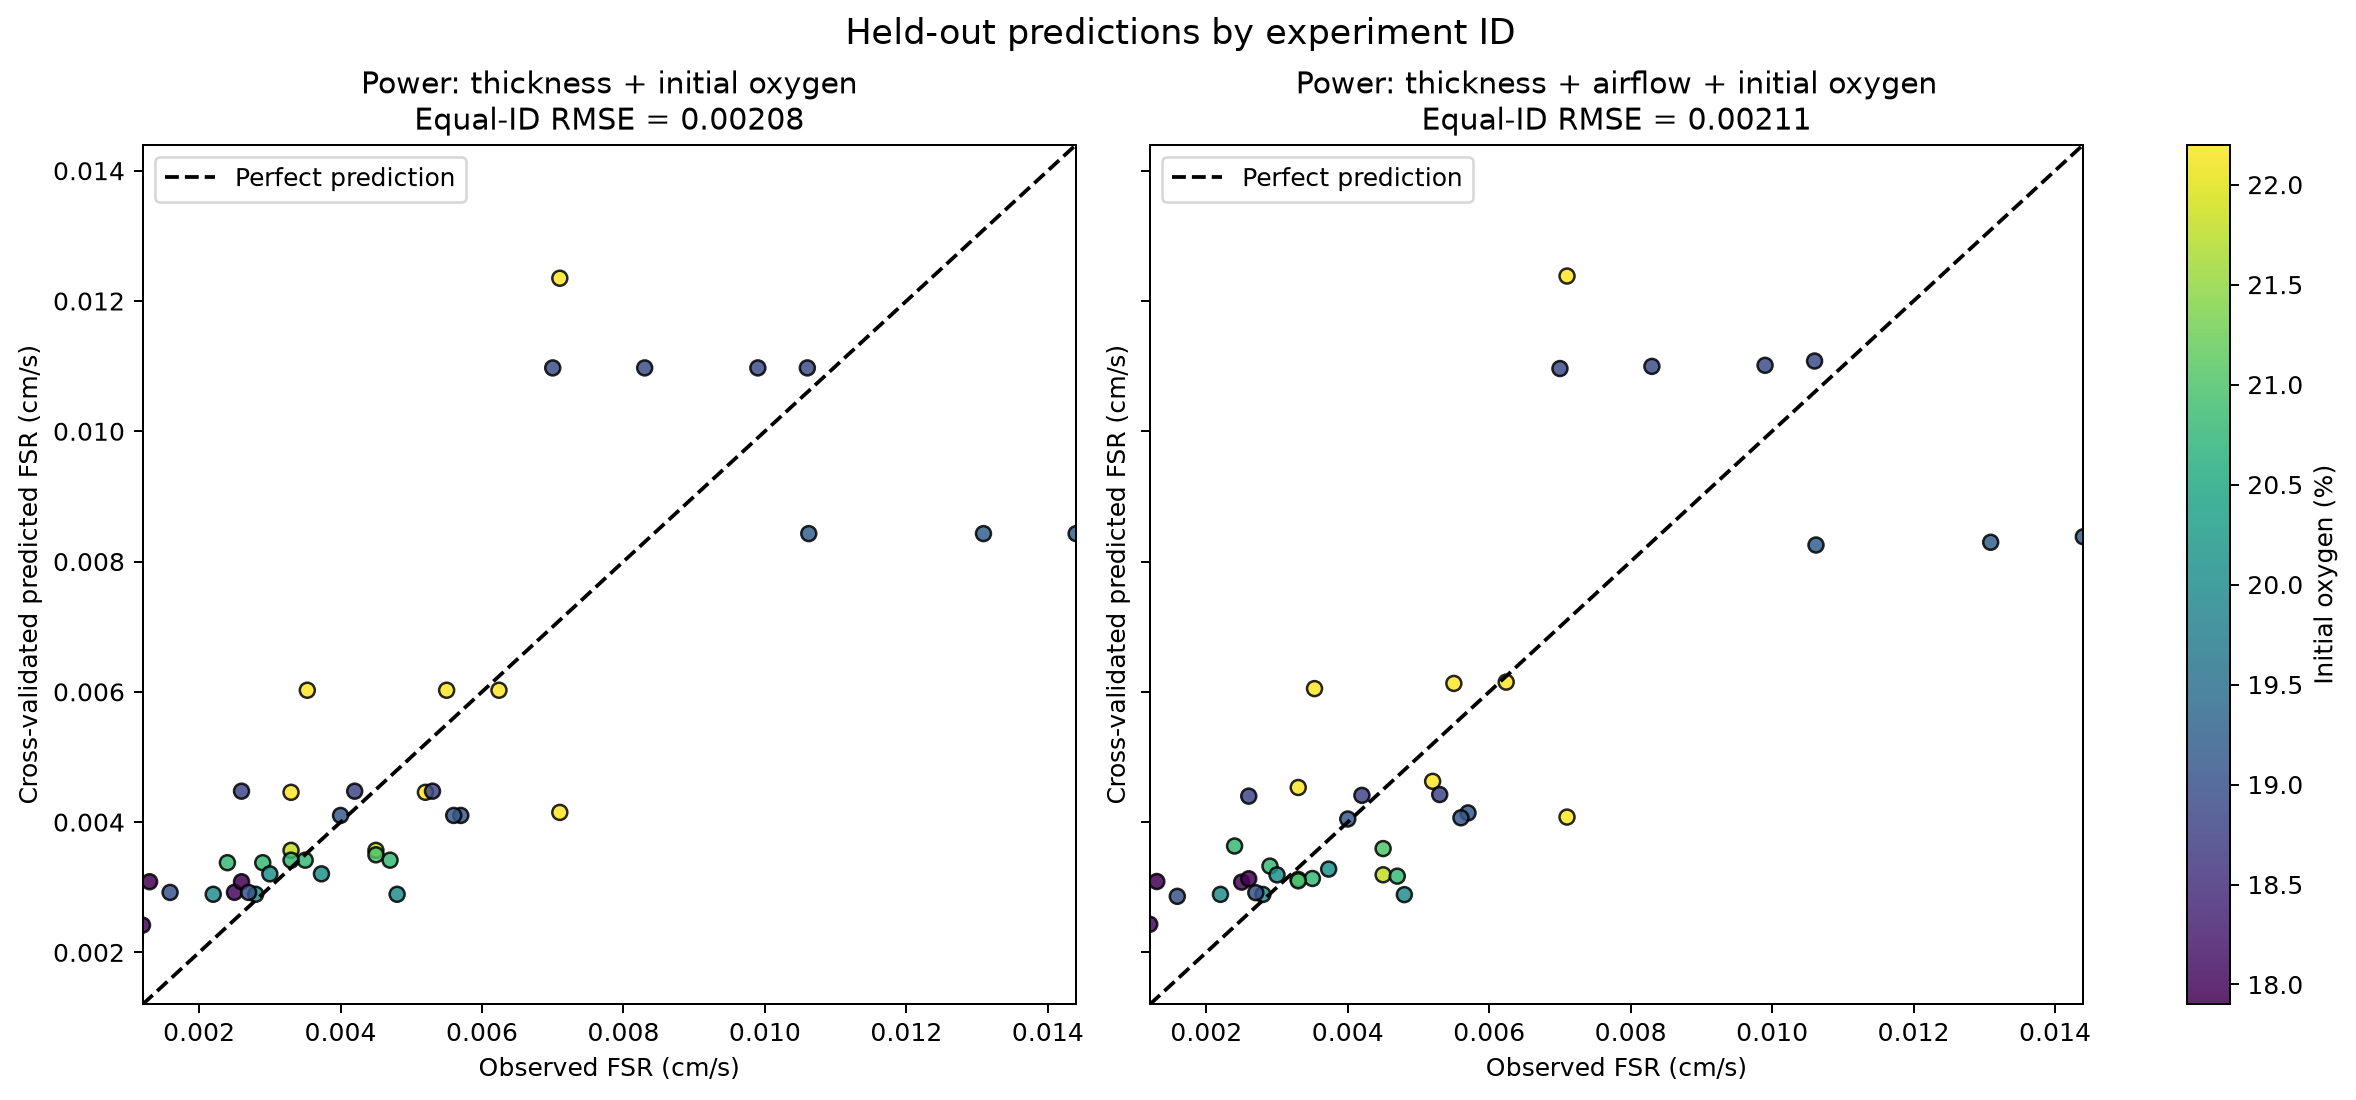 Held-out predictions by experiment ID
Power: thickness + initial oxygen
Equal-ID RMSE = 0.00208
Perfect prediction
0.014
0.012
0.010
0.008
0.006
0.004
0.002
Cross-validated predicted FSR (cm/s)
0.002 0.004 0.006 0.008 0.010 0.012 0.014
Observed FSR (cm/s)
Power: thickness + airflow + initial oxygen
Equal-ID RMSE = 0.00211
Perfect prediction
Cross-validated predicted FSR (cm/s)
0.002 0.004 0.006 0.008 0.010 0.012 0.014
Observed FSR (cm/s)
22.0
21.5
21.0
20.5
20.0
19.5
19.0
18.5
18.0
Initial oxygen (%)